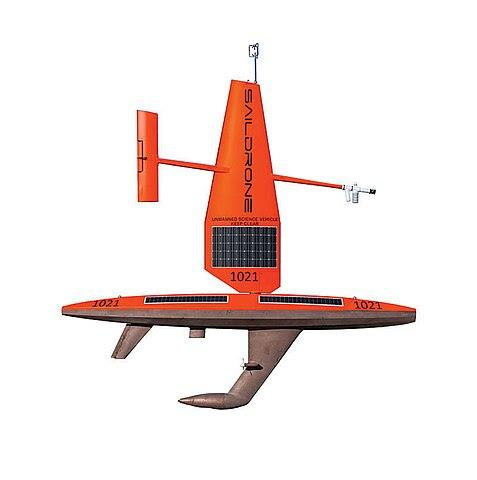 SAILDRONE
UNMANNED SCIENCE VEHICLE
KEEP CLEAR
1021
1021
1021